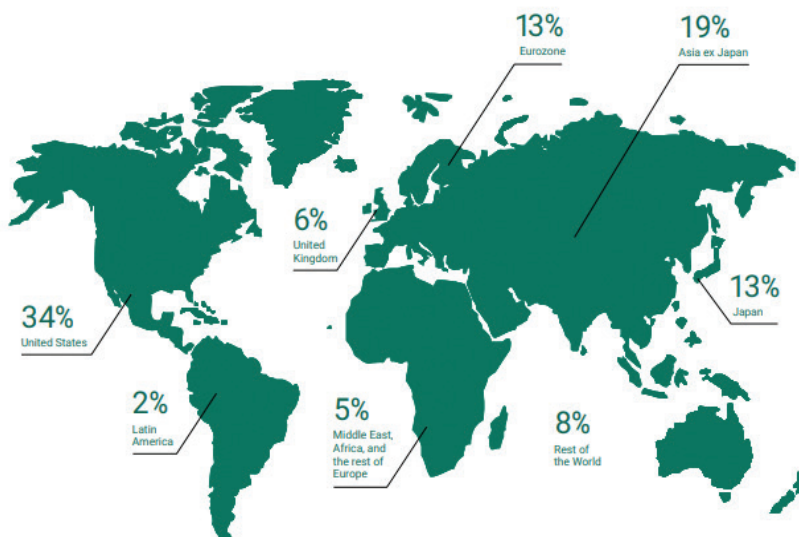 13%
Eurozone
19%
Asia ex Japan
6%
United
Kingdom
34%
United States
13%
Japan
2%
Latin
America
5%
Middle East,
Africa, and
the rest of
Europe
8%
Rest of
the World